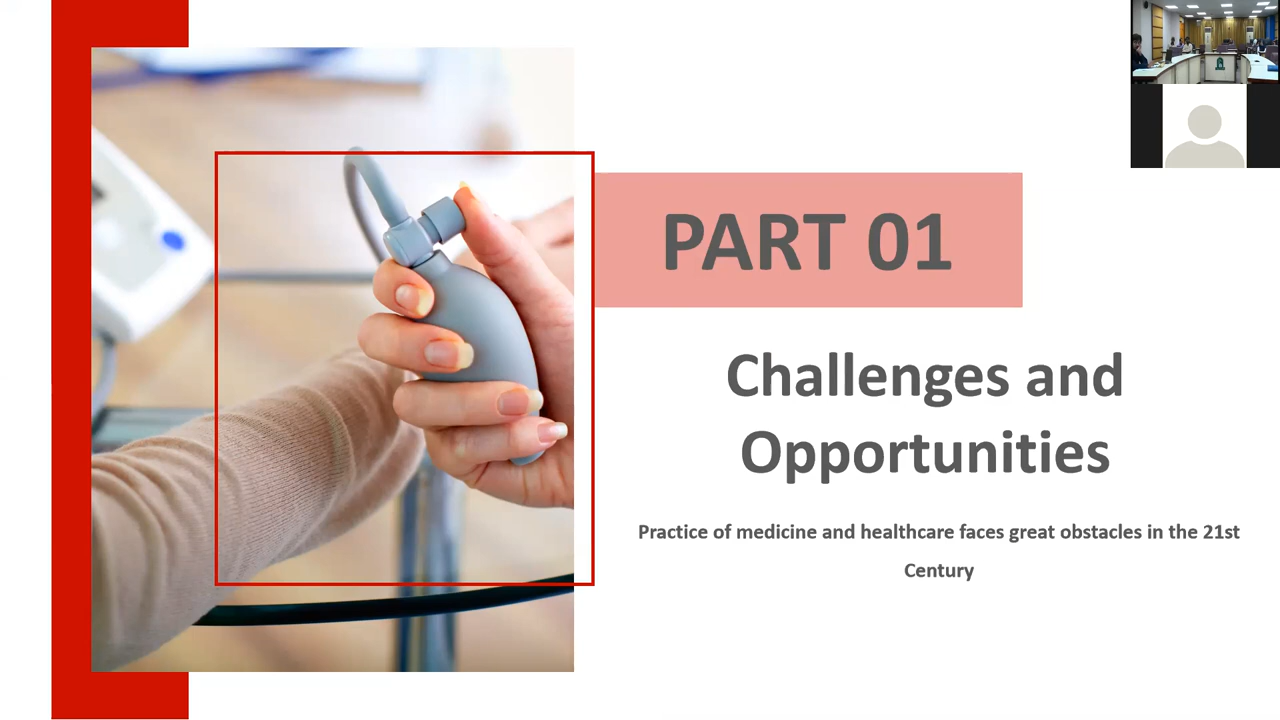 PART 01
Challenges and
Opportunities
Practice of medicine and healthcare faces great obstacles in the 21st
Century